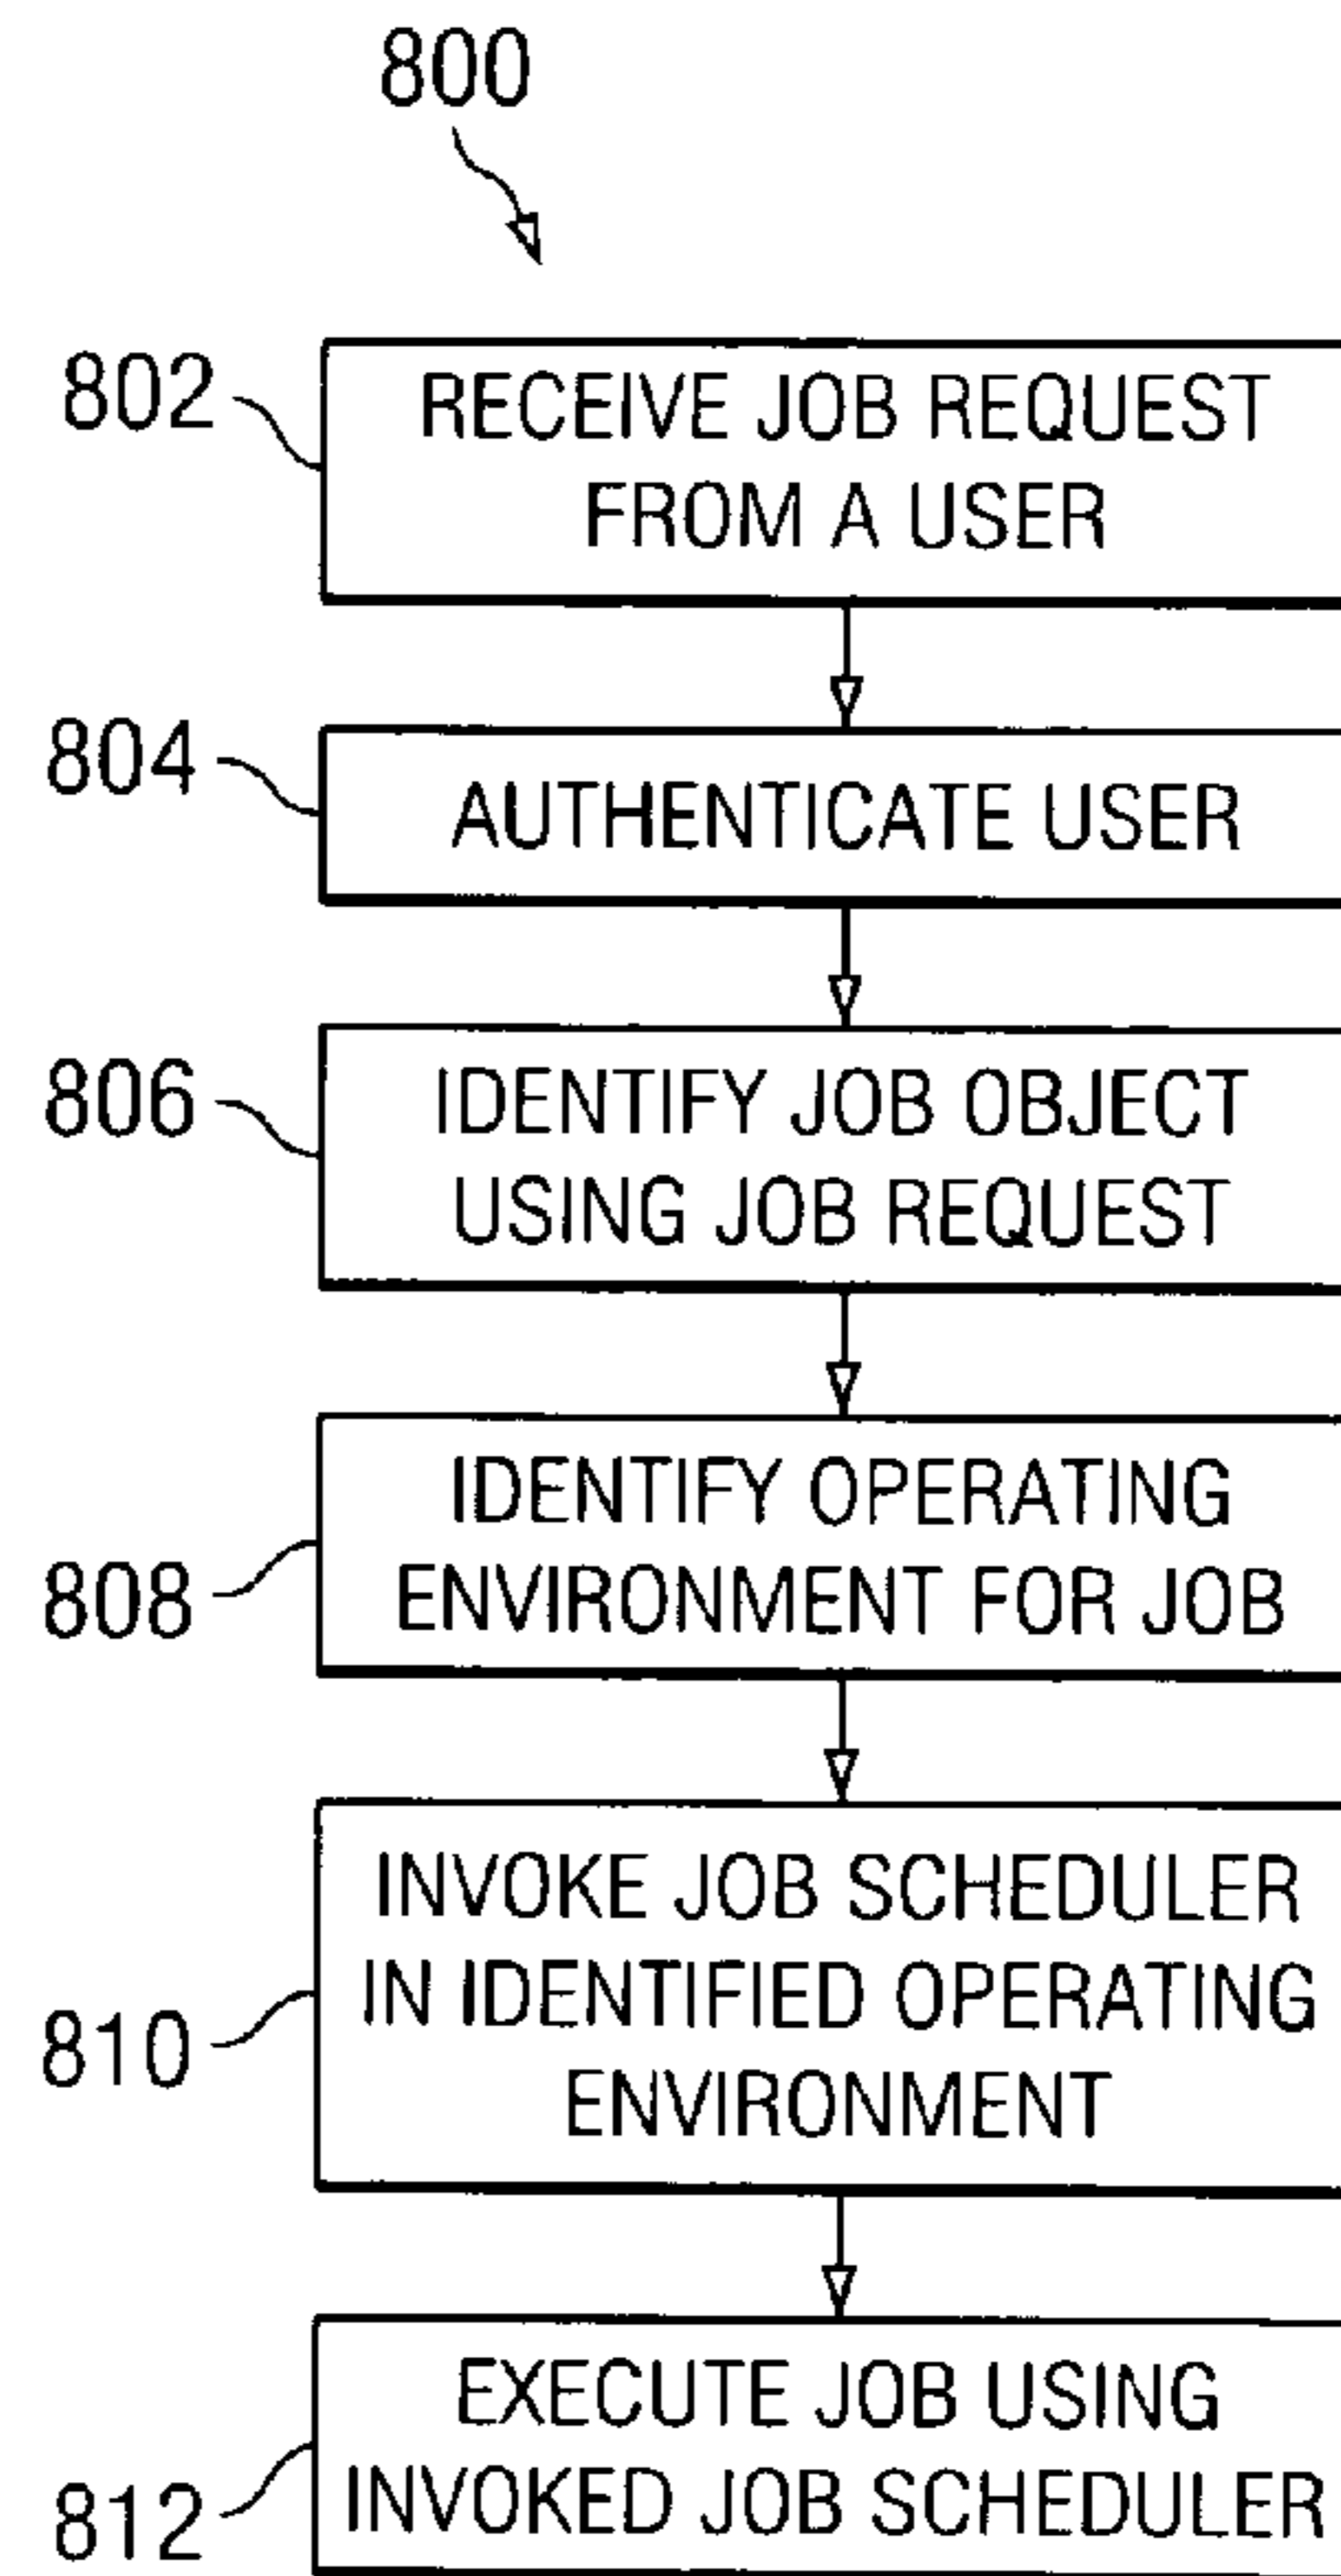 800
802
RECEIVE JOB REQUEST
FROM A USER
804
AUTHENTICATE USER
806
IDENTIFY JOB OBJECT
USING JOB REQUEST
808
IDENTIFY OPERATING
ENVIRONMENT FOR JOB
810
INVOKE JOB SCHEDULER
IN IDENTIFIED OPERATING
ENVIRONMENT
812
EXECUTE JOB USING
INVOKED JOB SCHEDULER